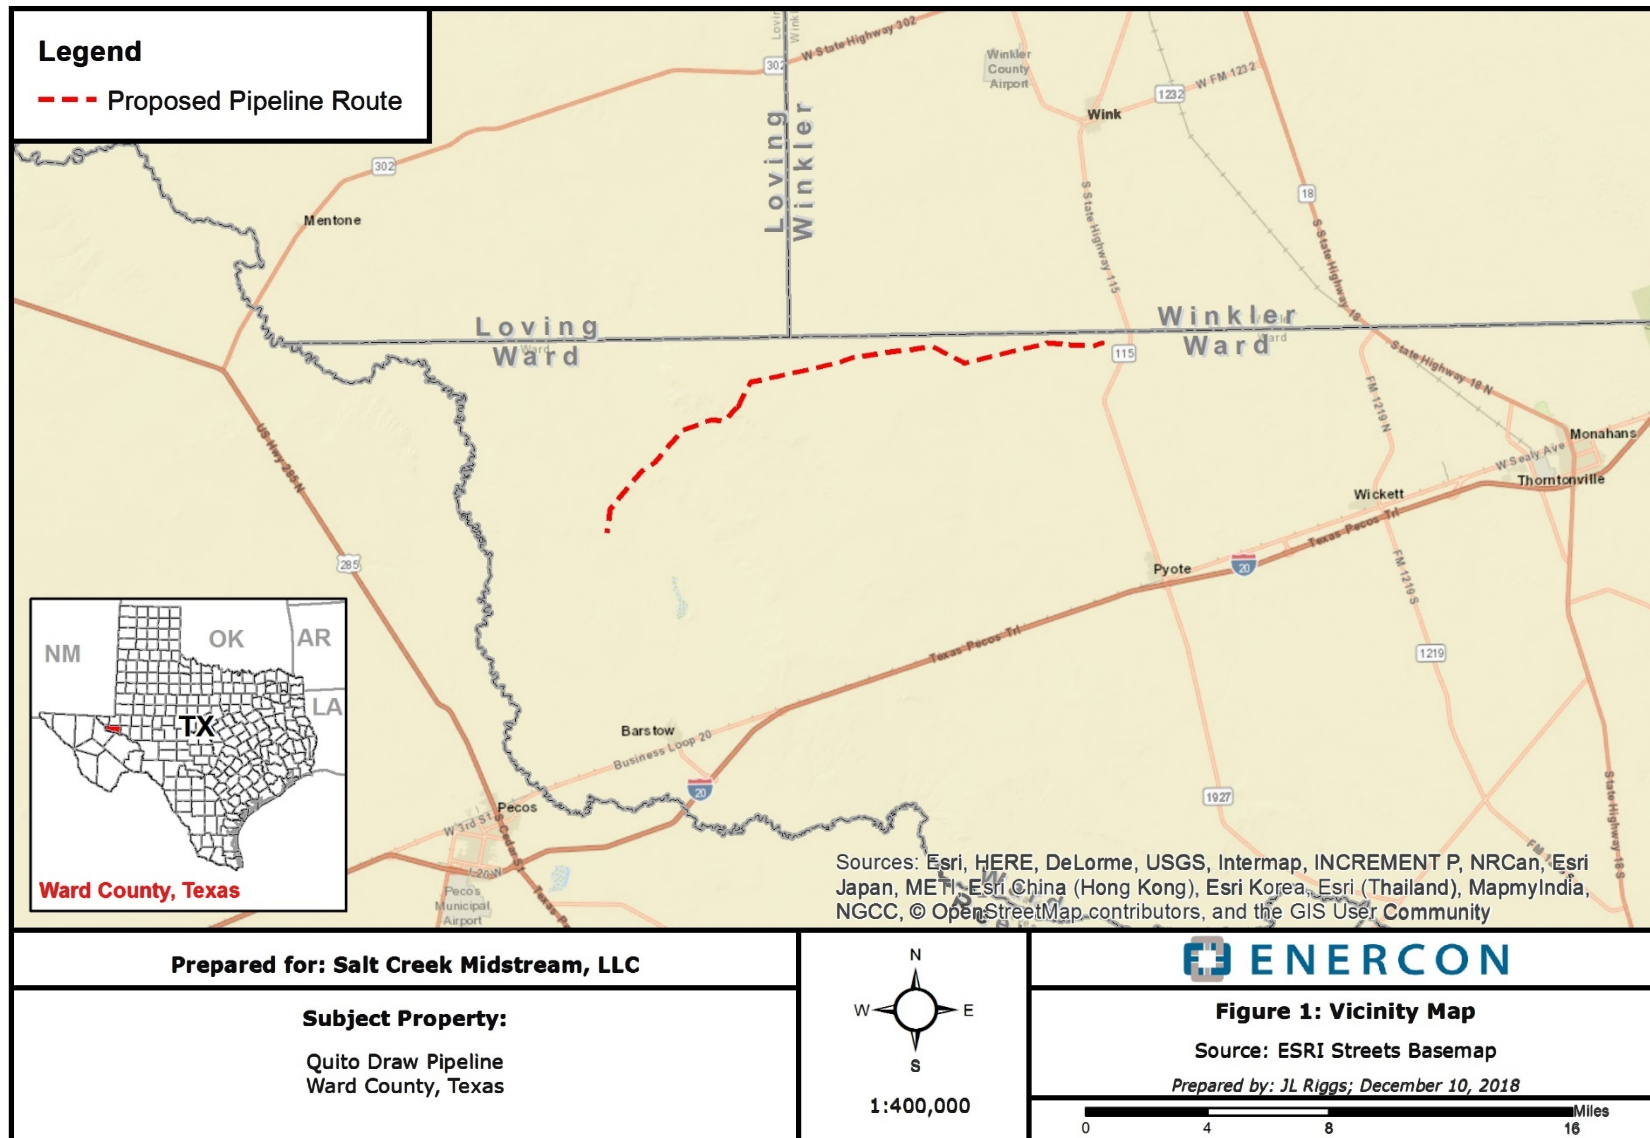 Legend
Proposed Pipeline Route
W State Highway 302
302
302
Loving
Winkler
Winkler
County
Airport
Wink
1232
W FM 1232
18
S State Highway 18
S State Highway 115
115
Mentone
Loving
Ward
Ward
Winkler
Ward
Ward
State Highway 18 N
FM 1219 N
Monahans
W Sealy Ave
Thorntonville
Wickett
Texas Pecos Trl
Pyote
20
FM 1219 S
1219
US Hwy 285 N
285
Texas Pecos Trl
Barstow
Business Loop 20
20
Pecos
W 3rd St
S Cedar St
I-20 W
Pecos
Municipal
Airport
1927
State Highway 18 S
NM
OK
AR
LA
TX
Ward County, Texas
Sources: Esri, HERE, DeLorme, USGS, Intermap, INCREMENT P, NRCan, Esri
Japan, METI, Esri China (Hong Kong), Esri Korea, Esri (Thailand), MapmyIndia,
NGCC, © OpenStreetMap contributors, and the GIS User Community
Prepared for: Salt Creek Midstream, LLC
Subject Property:
Quito Draw Pipeline
Ward County, Texas
N
W
E
S
1:400,000
ENERCON
Figure 1: Vicinity Map
Source: ESRI Streets Basemap
Prepared by: JL Riggs; December 10, 2018
Miles
0 4 8 16